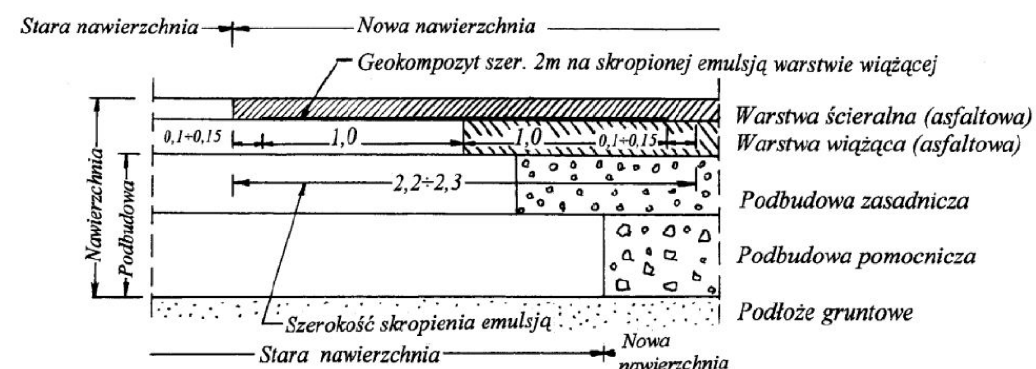 Stara nawierzchnia
Nowa nawierzchnia
Geokompozyt szer. 2m na skropionej emulsją warstwie wiążącej
Warstwa ścieralna (asfaltowa)
0,1÷0,15
1,0
1,0
0,1÷0,15
Warstwa wiążąca (asfaltowa)
2,2÷2,3
Podbudowa zasadnicza
Nawierzchnia
Podbudowa
Podbudowa pomocnicza
Szerokość skropienia emulsją
Podłoże gruntowe
Stara nawierzchnia
Nowa
nawierzchnia